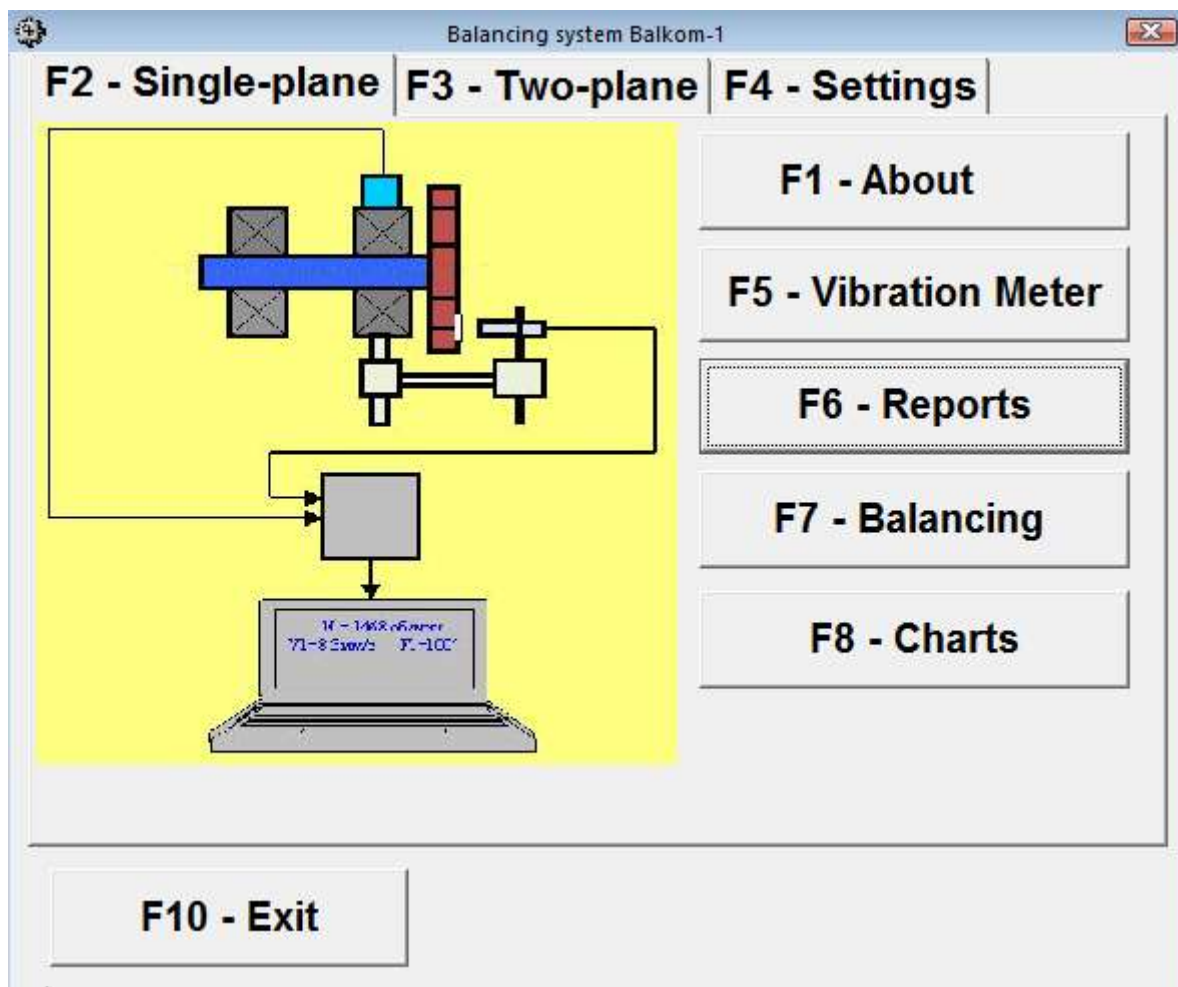 Balancing system Balkom-1
F2 - Single-plane
F3 - Two-plane
F4 - Settings
F1 - About
F5 - Vibration Meter
F6 - Reports
F7 - Balancing
F8 - Charts
F10 - Exit